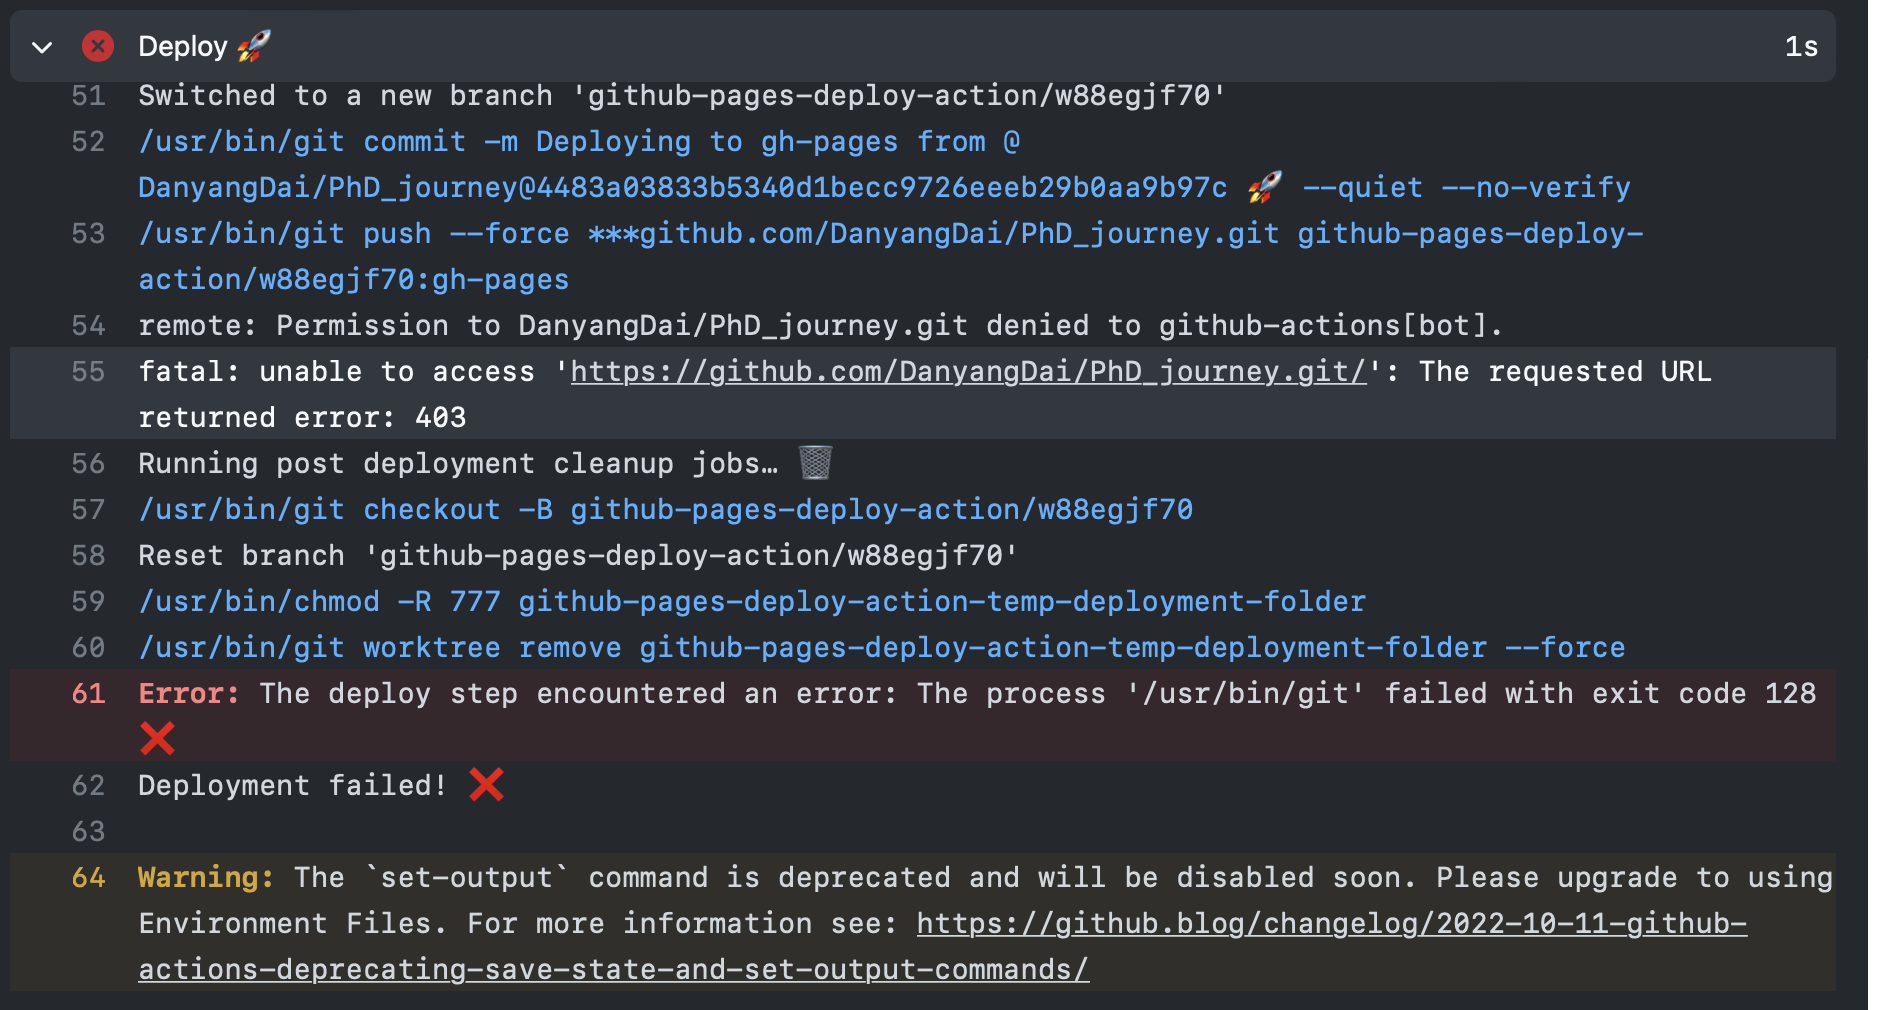 Deploy 🚀
1s
51 Switched to a new branch 'github-pages-deploy-action/w88egjf70'
52 /usr/bin/git commit -m Deploying to gh-pages from @
DanyangDai/PhD_journey@4483a03833b5340d1becc9726eeeb29b0aa9b97c 🚀 --quiet --no-verify
53 /usr/bin/git push --force ***github.com/DanyangDai/PhD_journey.git github-pages-deploy-
action/w88egjf70:gh-pages
54 remote: Permission to DanyangDai/PhD_journey.git denied to github-actions[bot].
55 fatal: unable to access 'https://github.com/DanyangDai/PhD_journey.git/': The requested URL
returned error: 403
56 Running post deployment cleanup jobs… 🗑️
57 /usr/bin/git checkout -B github-pages-deploy-action/w88egjf70
58 Reset branch 'github-pages-deploy-action/w88egjf70'
59 /usr/bin/chmod -R 777 github-pages-deploy-action-temp-deployment-folder
60 /usr/bin/git worktree remove github-pages-deploy-action-temp-deployment-folder --force
61 Error: The deploy step encountered an error: The process '/usr/bin/git' failed with exit code 128
❌
62 Deployment failed! ❌
63
64 Warning: The `set-output` command is deprecated and will be disabled soon. Please upgrade to using
Environment Files. For more information see: https://github.blog/changelog/2022-10-11-github-
actions-deprecating-save-state-and-set-output-commands/